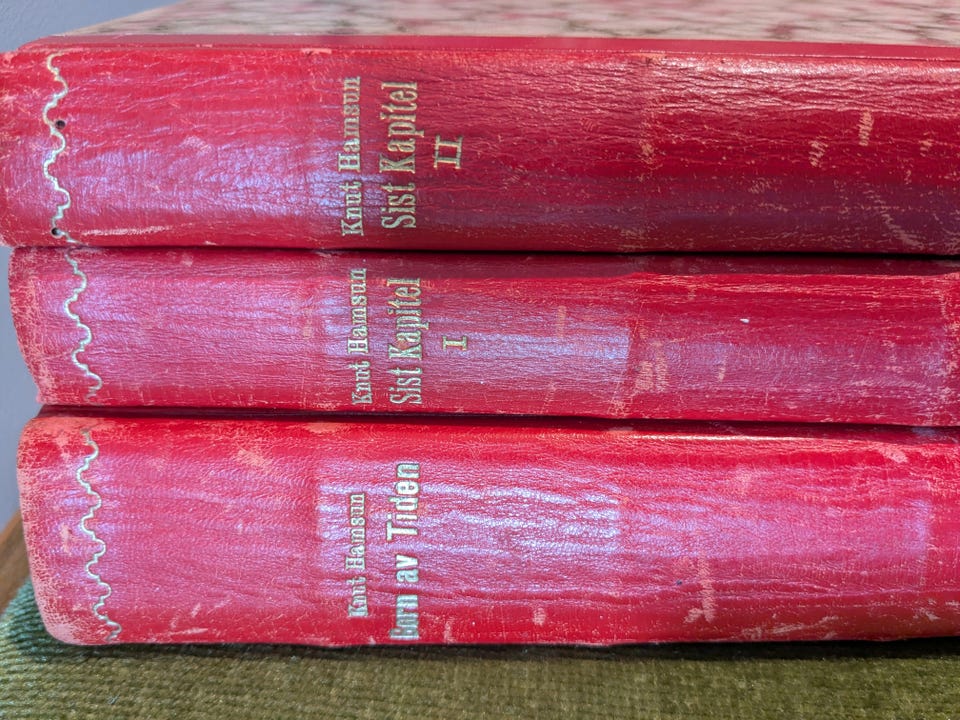 Knut Hamsun
Sist Kapitel
II
Knut Hamsun
Sist Kapitel
I
Knut Hamsun
Børn av Tiden